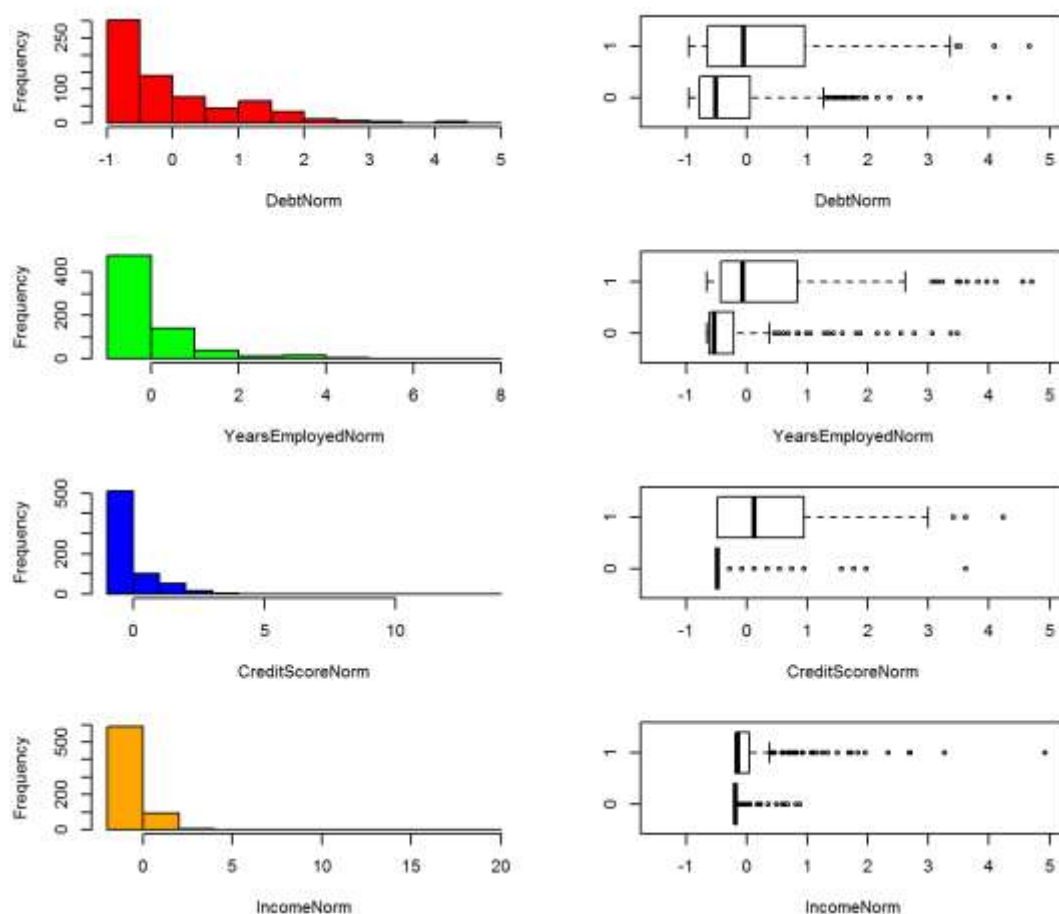 Frequency
0 100 250
-1 0 1 2 3 4 5
DebtNorm
1
0
-1 0 1 2 3 4 5
DebtNorm
Frequency
0 200 400
0 2 4 6 8
YearsEmployedNorm
1
0
-1 0 1 2 3 4 5
YearsEmployedNorm
Frequency
0 200 500
0 5 10
CreditScoreNorm
1
0
-1 0 1 2 3 4 5
CreditScoreNorm
Frequency
0 200 500
0 5 10 15 20
IncomeNorm
1
0
-1 0 1 2 3 4 5
IncomeNorm